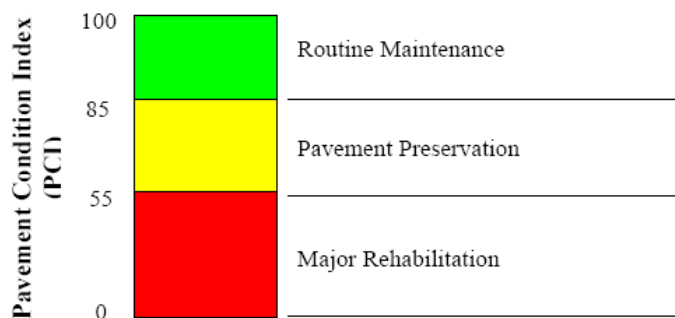 Pavement Condition Index
(PCI)
100
Routine Maintenance
85
Pavement Preservation
55
Major Rehabilitation
0